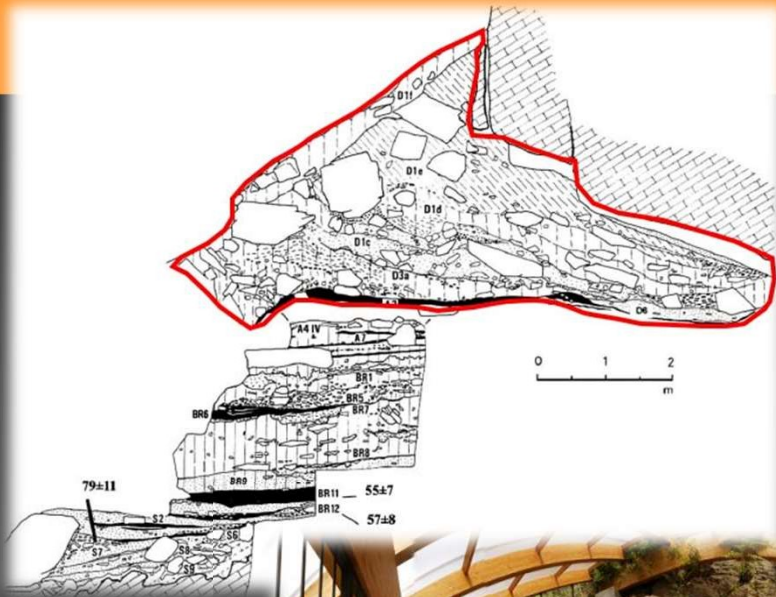 D1f
D1e
D1d
D1c
D3a
D6
A4 IV
A7
0 1 2
m
BR1
BR5
BR6
BR7
BR8
BR9
79±11
BR11
55±7
BR12
57±8
S2
S6
S7
S8
S9